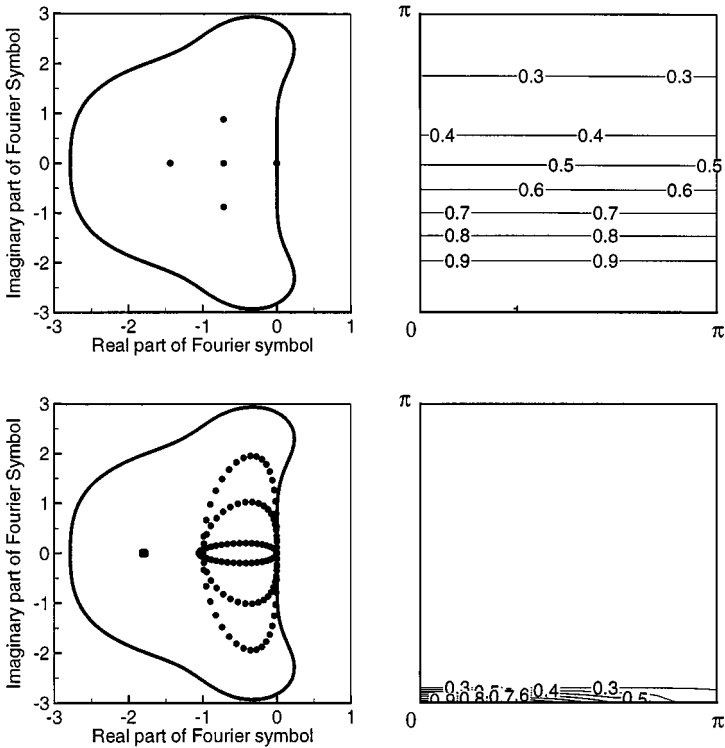 3
2
1
0
-1
-2
-3
-3 -2 -1 0 1
Imaginary part of Fourier Symbol
Real part of Fourier symbol
π
0.3 0.3
0.4 0.4
0.5 0.5
0.6 0.6
0.7 0.7
0.8 0.8
0.9 0.9
0 π
3
2
1
0
-1
-2
-3
-3 -2 -1 0 1
Imaginary part of Fourier Symbol
Real part of Fourier symbol
π
0.3 0.4 0.3
0.5
0 π